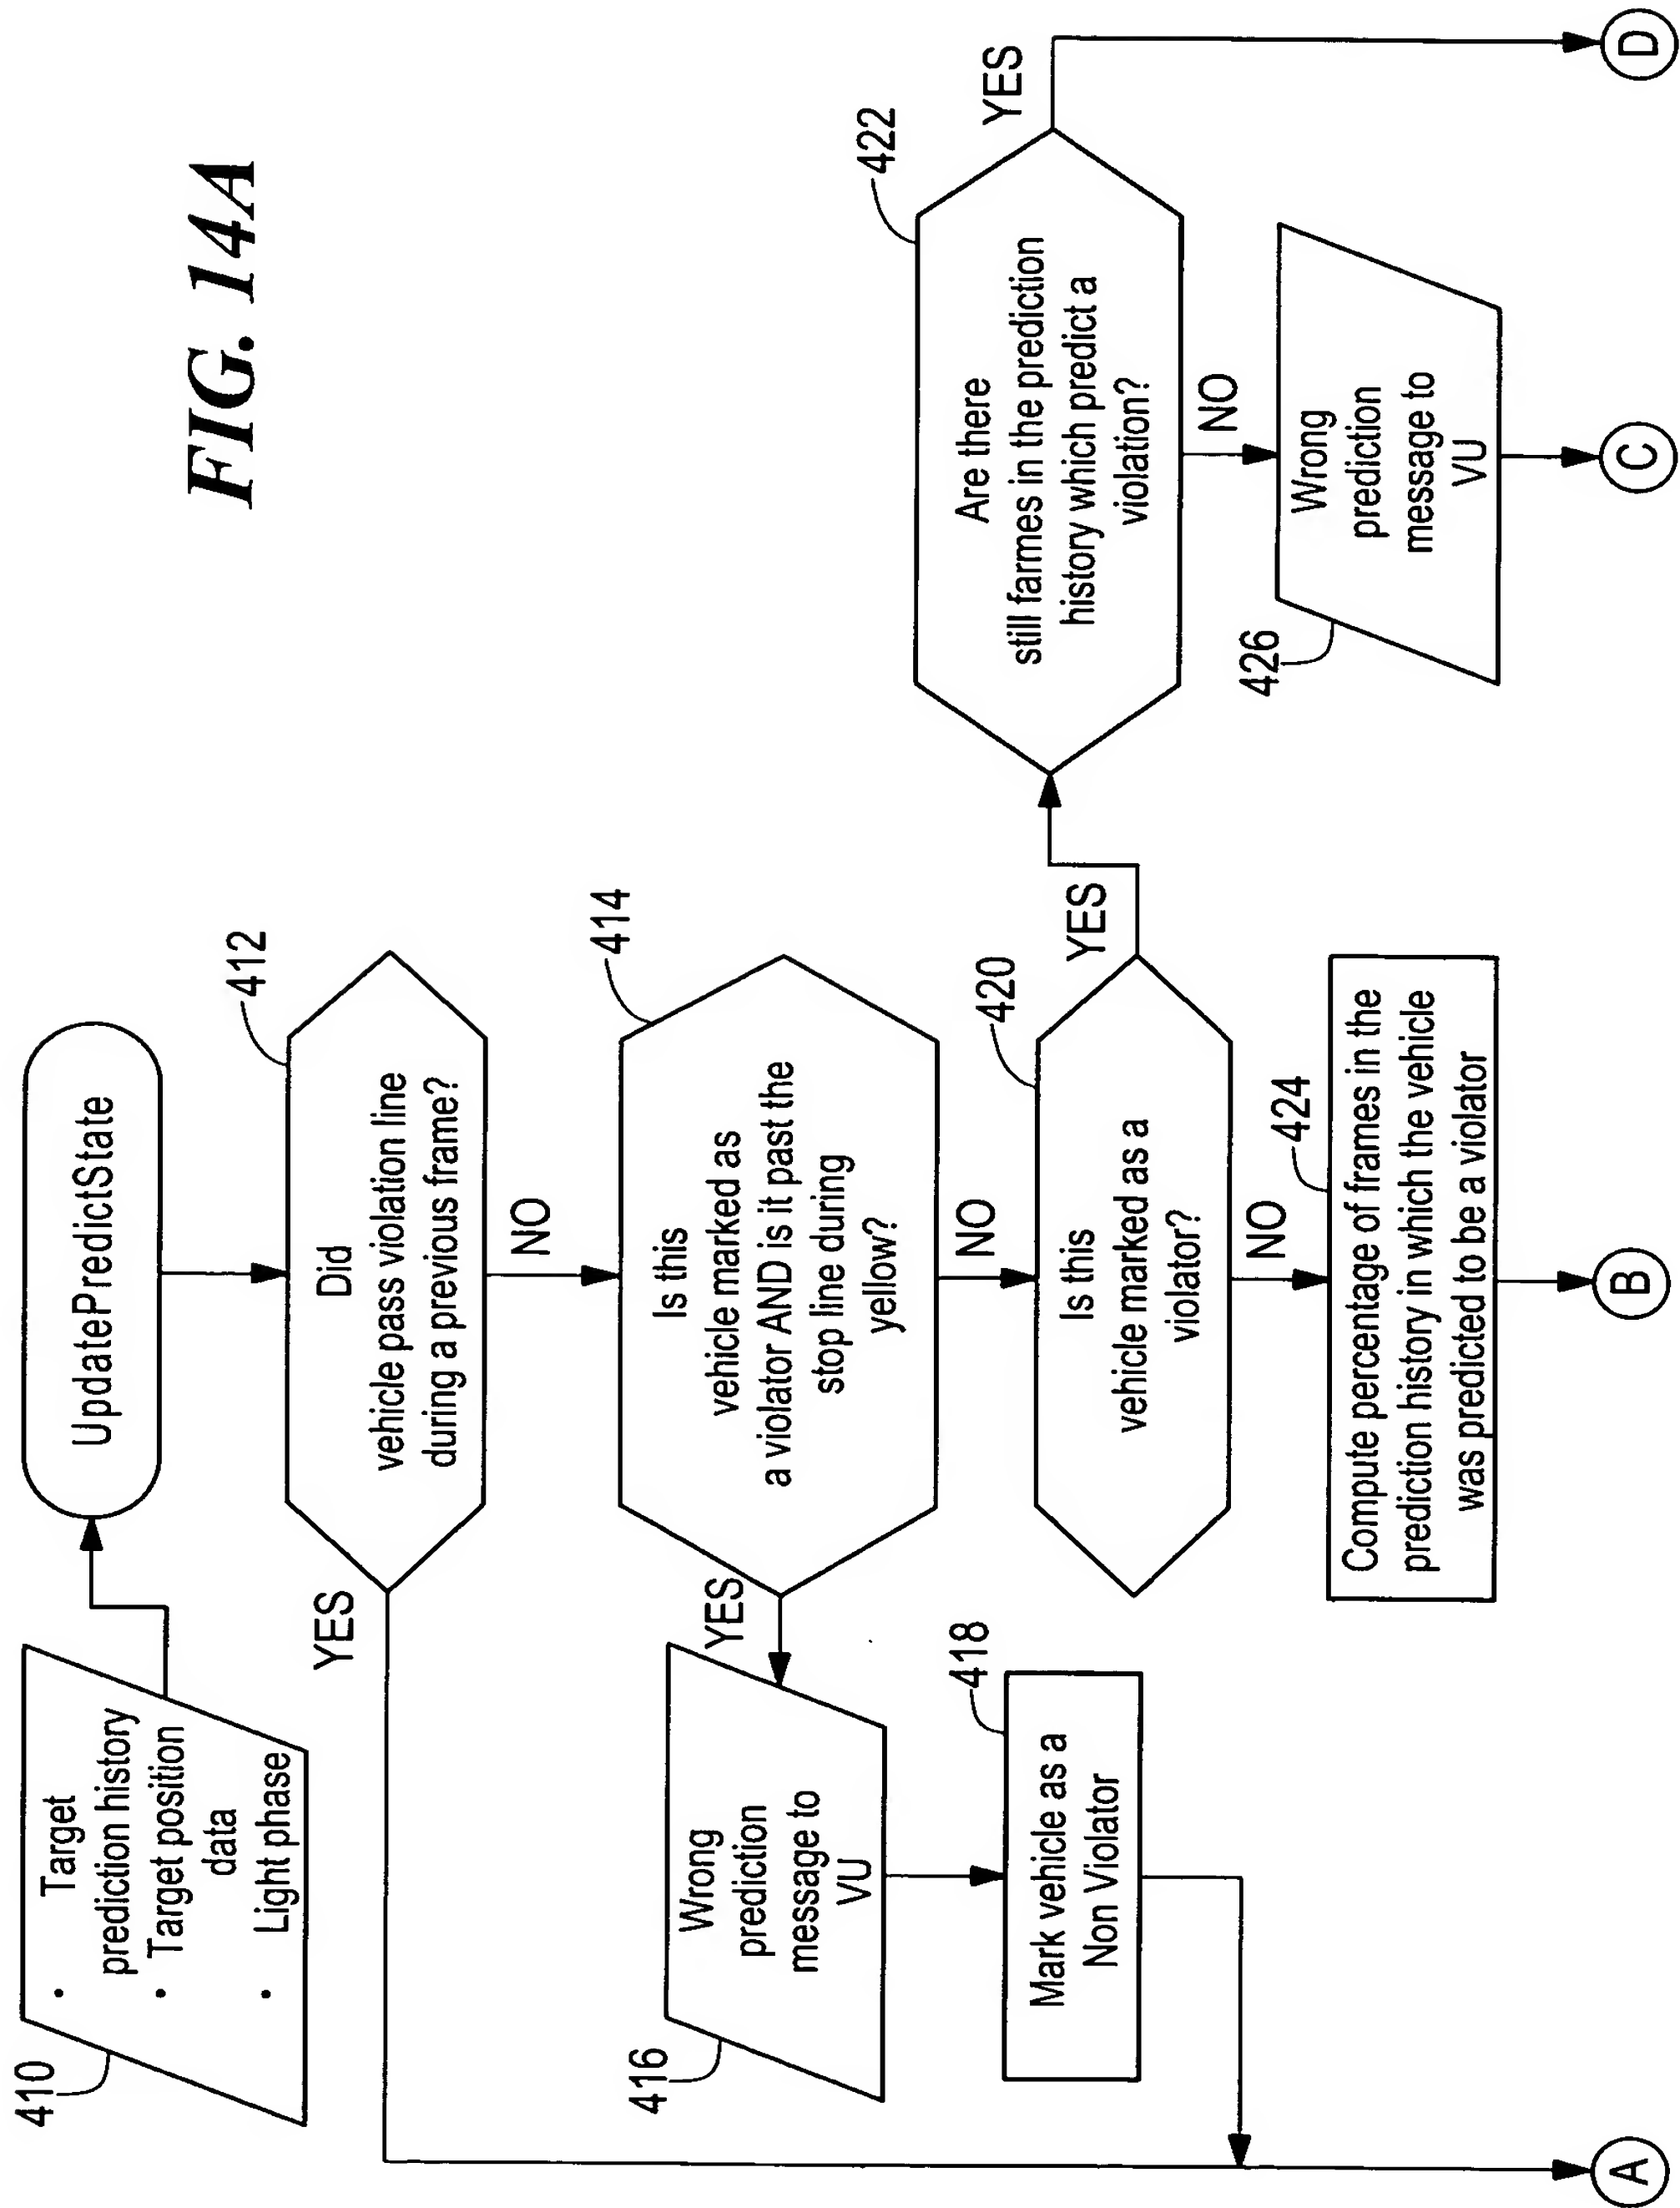 FIG. 14A
410
• Target
prediction history
• Target position
data
• Light phase
UpdatePredictState
412
Did
vehicle pass violation line
during a previous frame?
YES
NO
414
Is this
vehicle marked as
a violator AND is it past the
stop line during
yellow?
YES
NO
416
Wrong
prediction
message to
VU
418
Mark vehicle as a
Non Violator
420
Is this
vehicle marked as a
violator?
YES
NO
424
Compute percentage of frames in the
prediction history in which the vehicle
was predicted to be a violator
422
Are there
still farmes in the prediction
history which predict a
violation?
YES
NO
426
Wrong
prediction
message to
VU
A
B
C
D